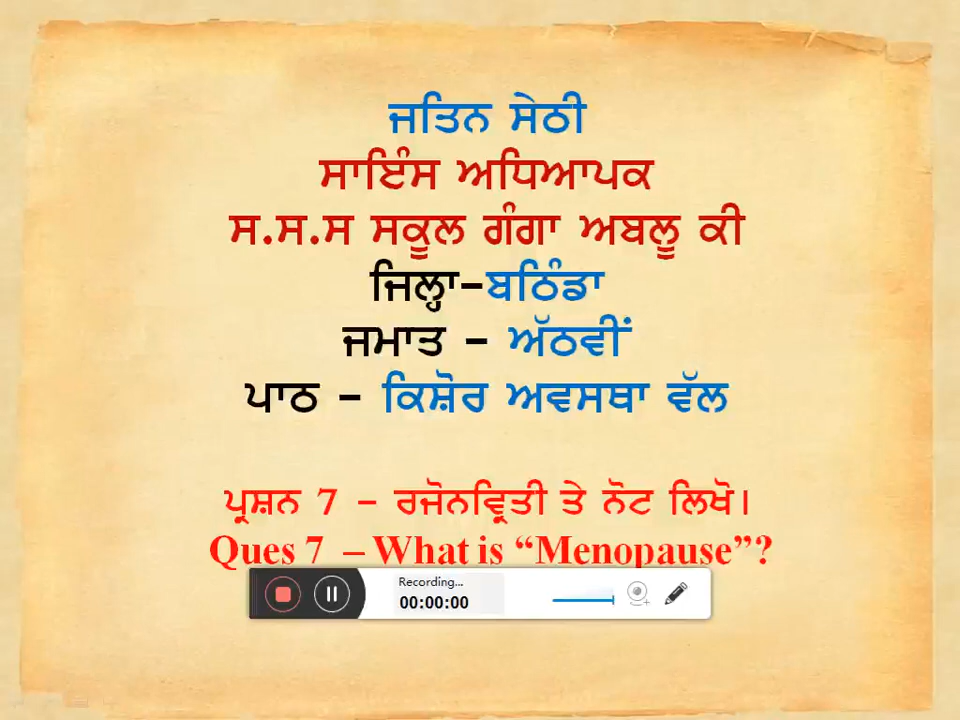 ਜਤਿਨ ਸੇਠੀ
ਸਾਇੰਸ ਅਧਿਆਪਕ
ਸ.ਸ.ਸ ਸਕੂਲ ਗੰਗਾ ਅਬਲੂ ਕੀ
ਜਿਲ੍ਹਾ-ਬਠਿੰਡਾ
ਜਮਾਤ - ਅੱਠਵੀਂ
ਪਾਠ - ਕਿਸ਼ੋਰ ਅਵਸਥਾ ਵੱਲ
ਪ੍ਰਸ਼ਨ 7 - ਰਜੋਨਵ੍ਰਿਤੀ ਤੇ ਨੋਟ ਲਿਖੋ।
Ques 7 – What is “Menopause”?
Recording...
00:00:00